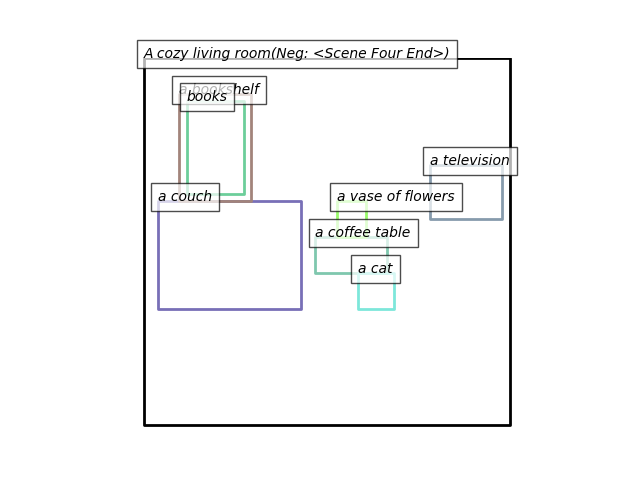 A cozy living room(Neg: <Scene Four End>)
a bookshelf
books
a television
a couch
a vase of flowers
a coffee table
a cat